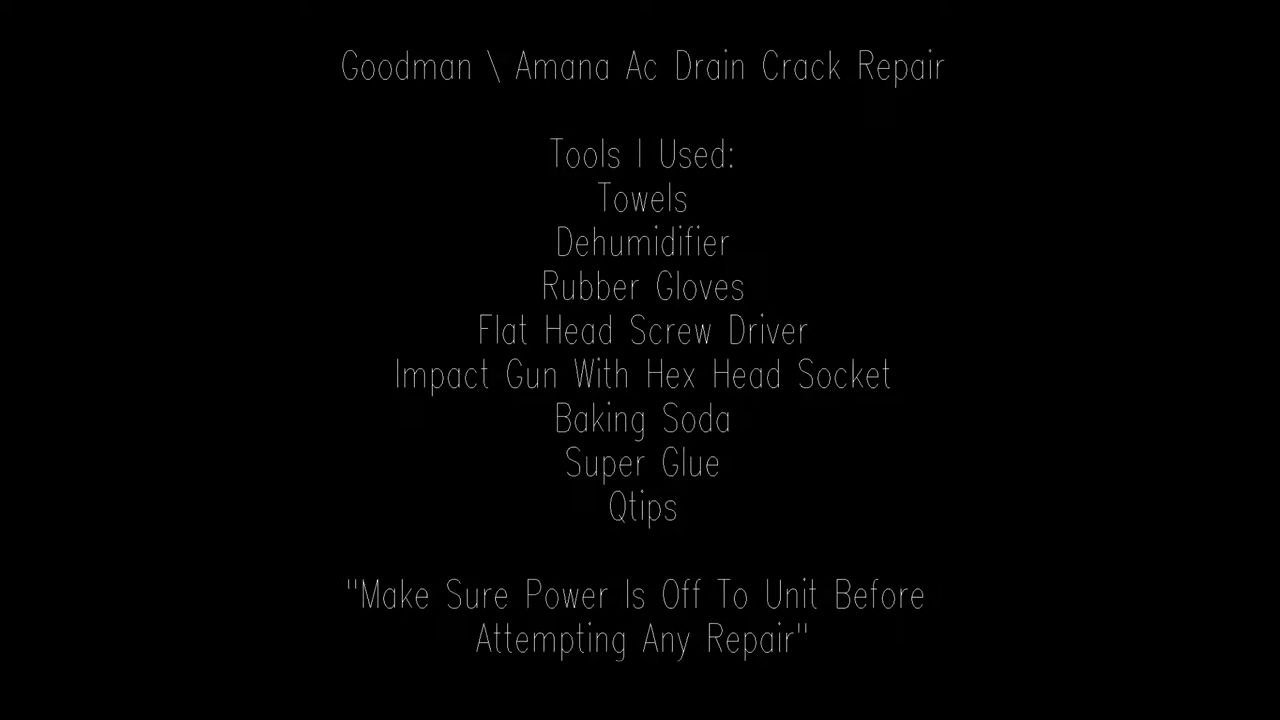 Goodman \ Amana Ac Drain Crack Repair
Tools I Used:
Towels
Dehumidifier
Rubber Gloves
Flat Head Screw Driver
Impact Gun With Hex Head Socket
Baking Soda
Super Glue
Qtips
"Make Sure Power Is Off To Unit Before
Attempting Any Repair"